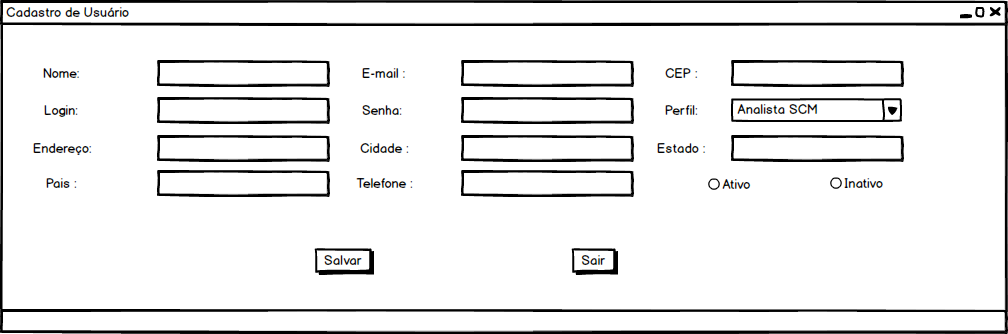 Cadastro de Usuário
Nome: E-mail : CEP :
Login: Senha: Perfil: Analista SCM
Endereço: Cidade : Estado :
Pais : Telefone : Ativo Inativo
Salvar Sair